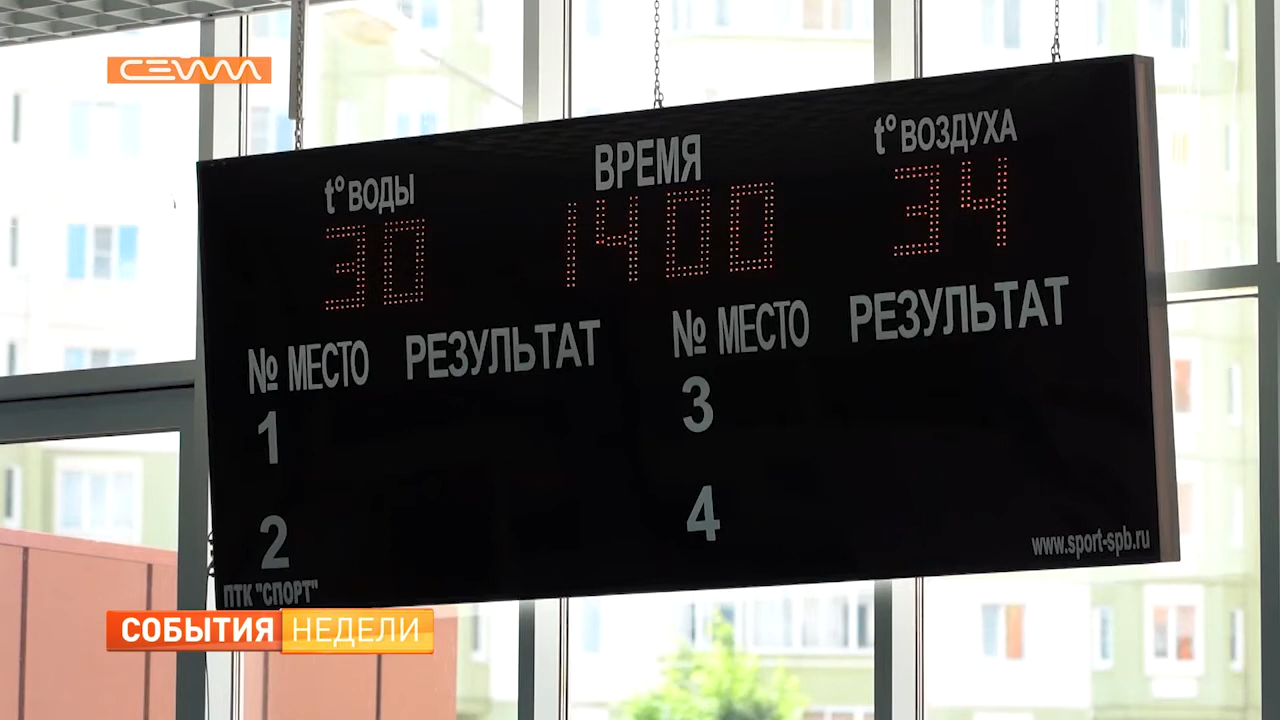 СЕЙМ
t° ВОДЫ ВРЕМЯ t° ВОЗДУХА
30 1400 34
№ МЕСТО РЕЗУЛЬТАТ № МЕСТО РЕЗУЛЬТАТ
1 3
2 4
ПТК "СПОРТ" www.sport-spb.ru
СОБЫТИЯ НЕДЕЛИ